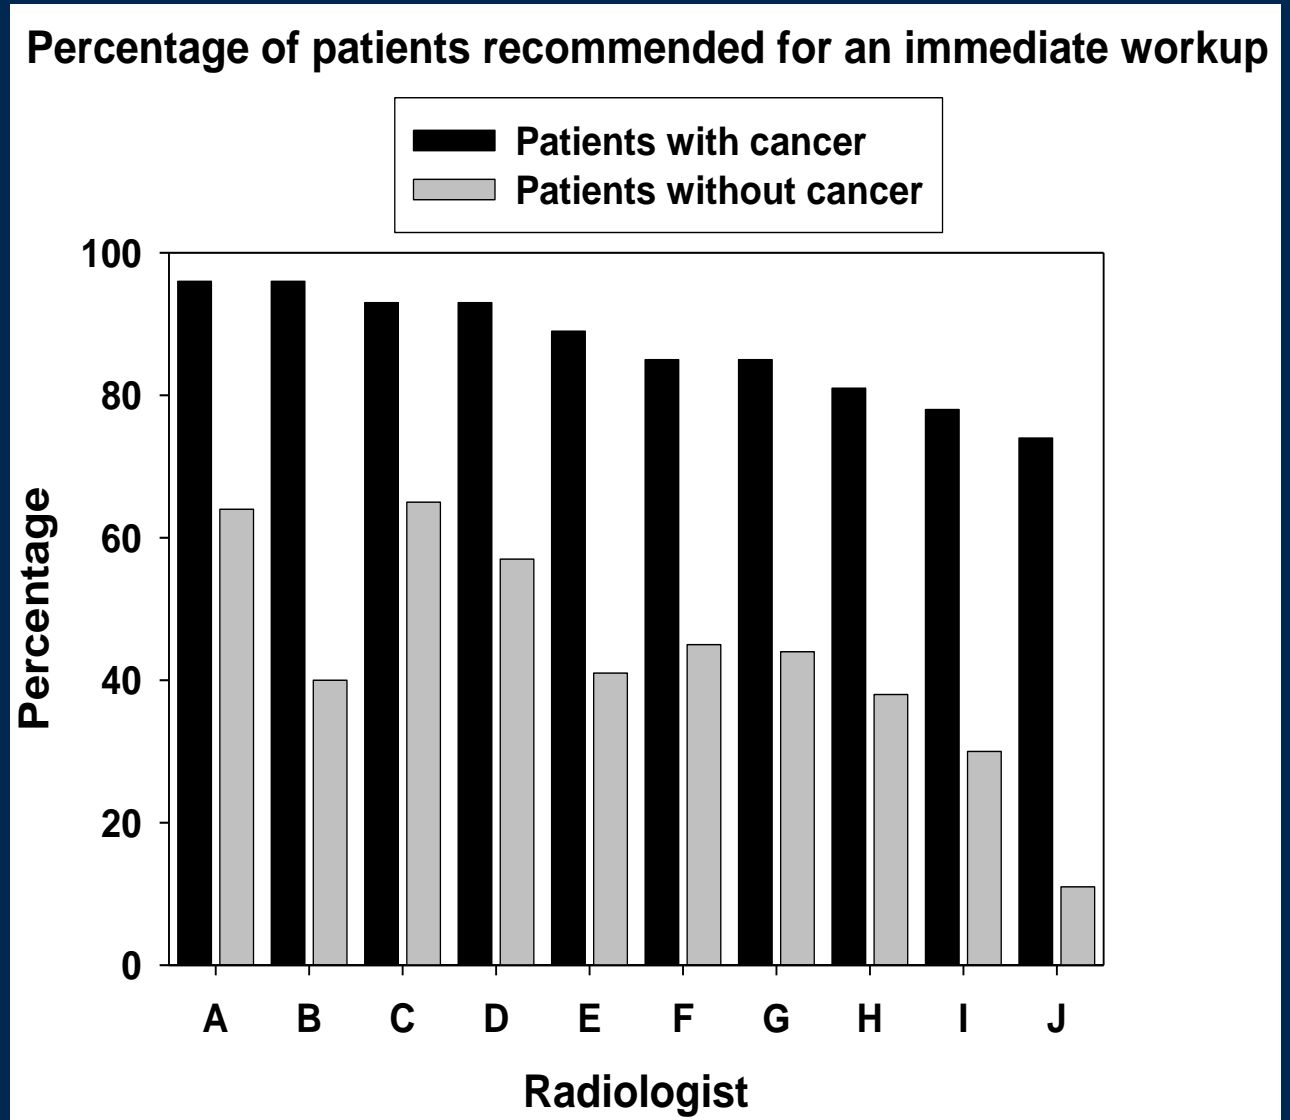 Percentage of patients recommended for an immediate workup
Patients with cancer
Patients without cancer
100
80
60
40
20
0
Percentage
A B C D E F G H I J
Radiologist